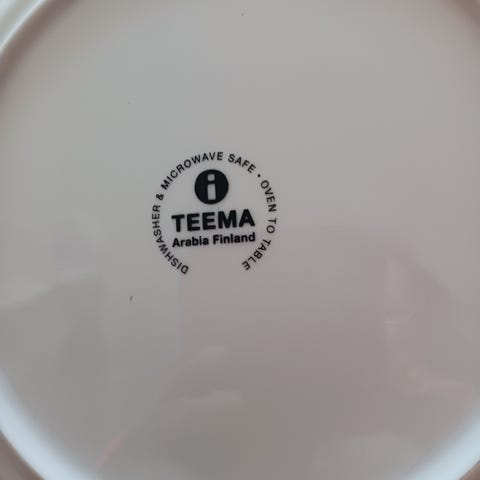 DISHWASHER & MICROWAVE SAFE • OVEN TO TABLE
i
TEEMA
Arabia Finland